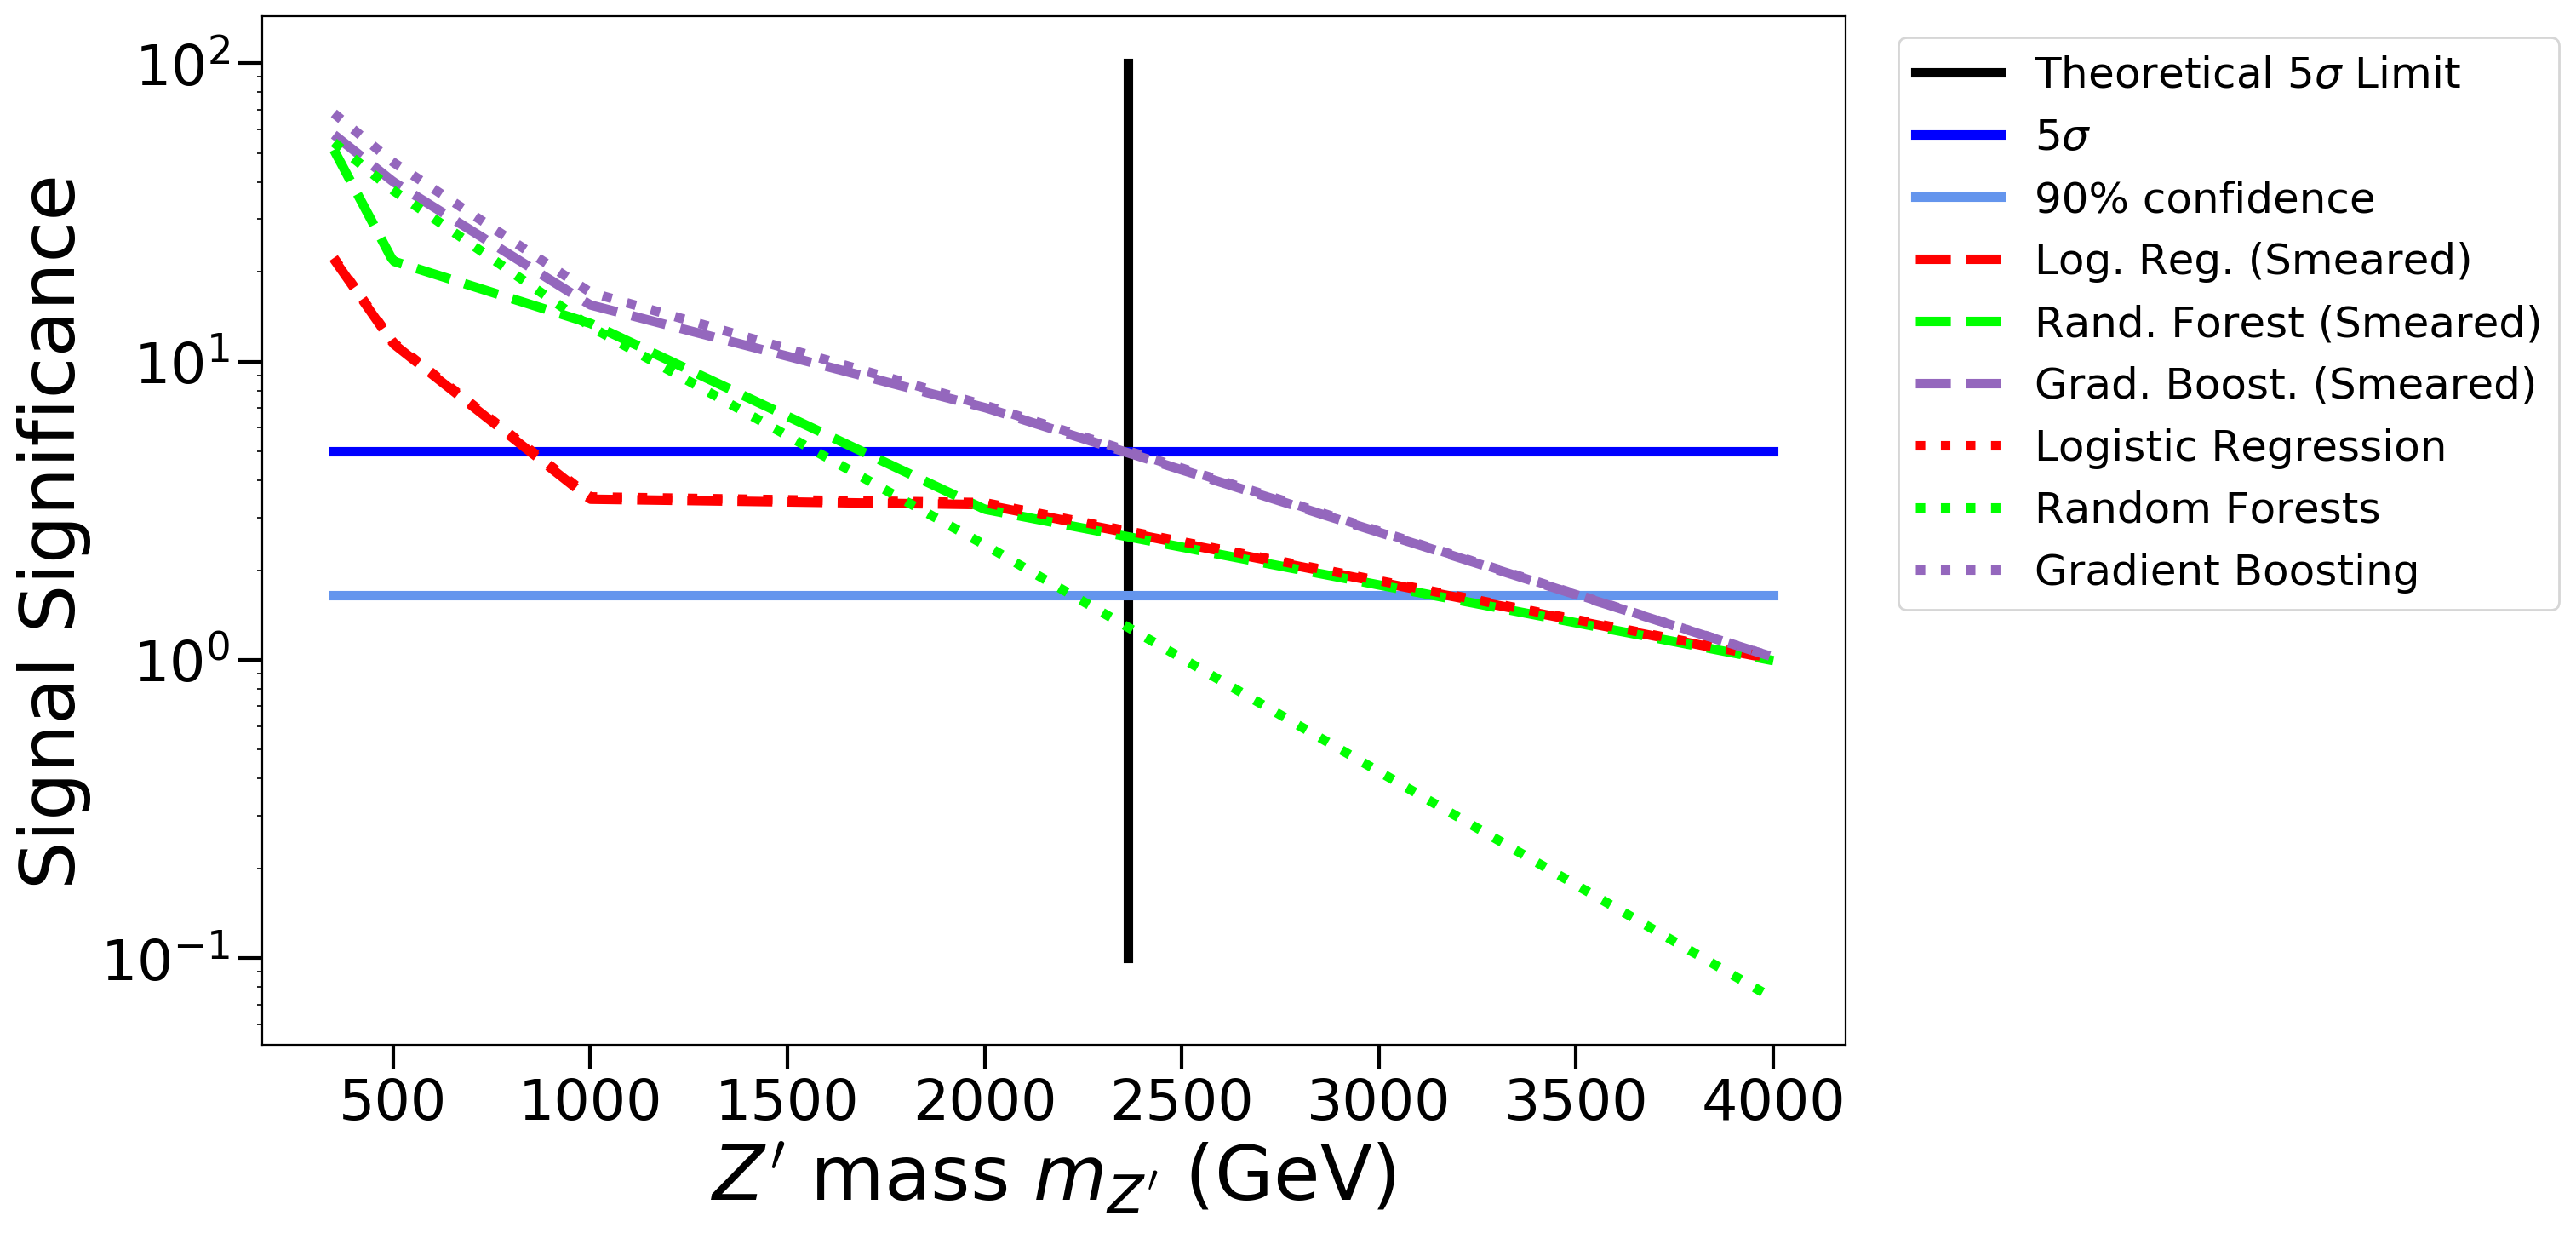 Signal Significance
10²
10¹
10⁰
10⁻¹
500 1000 1500 2000 2500 3000 3500 4000
Z′ mass m_Z′ (GeV)
Theoretical 5σ Limit
5σ
90% confidence
Log. Reg. (Smeared)
Rand. Forest (Smeared)
Grad. Boost. (Smeared)
Logistic Regression
Random Forests
Gradient Boosting